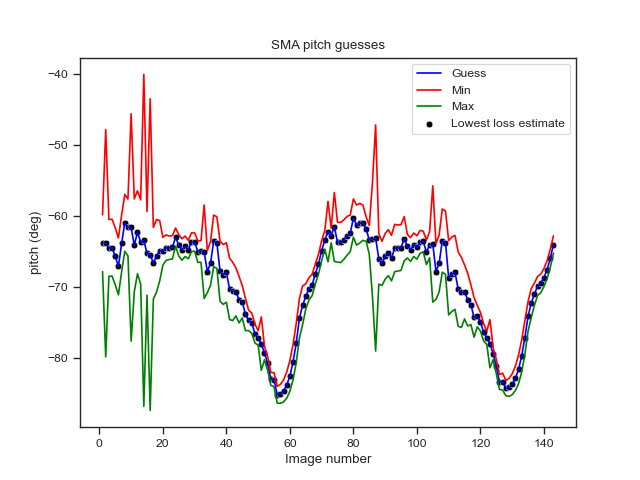 SMA pitch guesses
Guess
Min
Max
Lowest loss estimate
−40
−50
−60
−70
−80
pitch (deg)
0
20
40
60
80
100
120
140
Image number